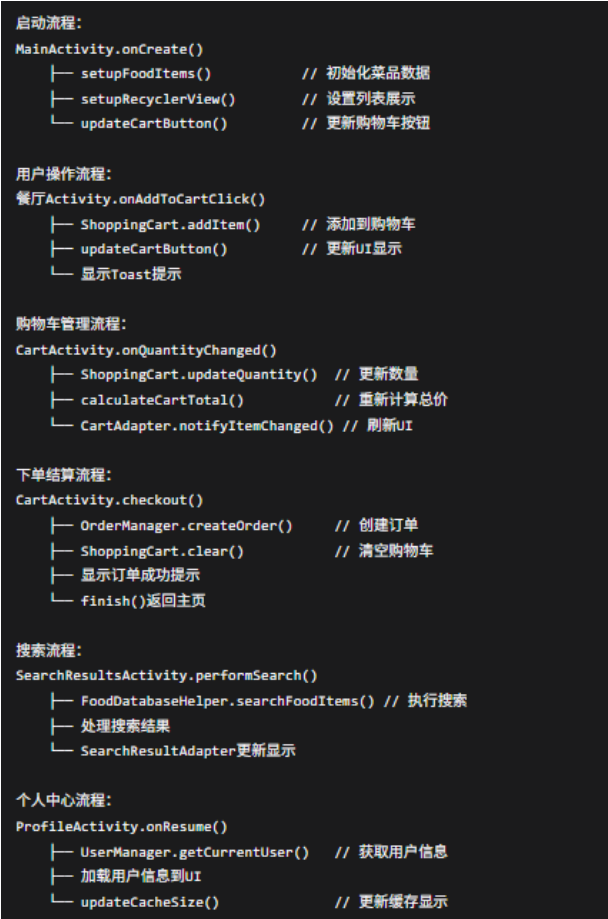 启动流程：
MainActivity.onCreate()
├── setupFoodItems() // 初始化菜品数据
├── setupRecyclerView() // 设置列表展示
└── updateCartButton() // 更新购物车按钮
用户操作流程：
餐厅Activity.onAddToCartClick()
├── ShoppingCart.addItem() // 添加到购物车
├── updateCartButton() // 更新UI显示
└── 显示Toast提示
购物车管理流程：
CartActivity.onQuantityChanged()
├── ShoppingCart.updateQuantity() // 更新数量
├── calculateCartTotal() // 重新计算总价
└── CartAdapter.notifyItemChanged() // 刷新UI
下单结算流程：
CartActivity.checkout()
├── OrderManager.createOrder() // 创建订单
├── ShoppingCart.clear() // 清空购物车
├── 显示订单成功提示
└── finish()返回主页
搜索流程：
SearchResultsActivity.performSearch()
├── FoodDatabaseHelper.searchFoodItems() // 执行搜索
├── 处理搜索结果
└── SearchResultAdapter更新显示
个人中心流程：
ProfileActivity.onResume()
├── UserManager.getCurrentUser() // 获取用户信息
├── 加载用户信息到UI
└── updateCacheSize() // 更新缓存显示